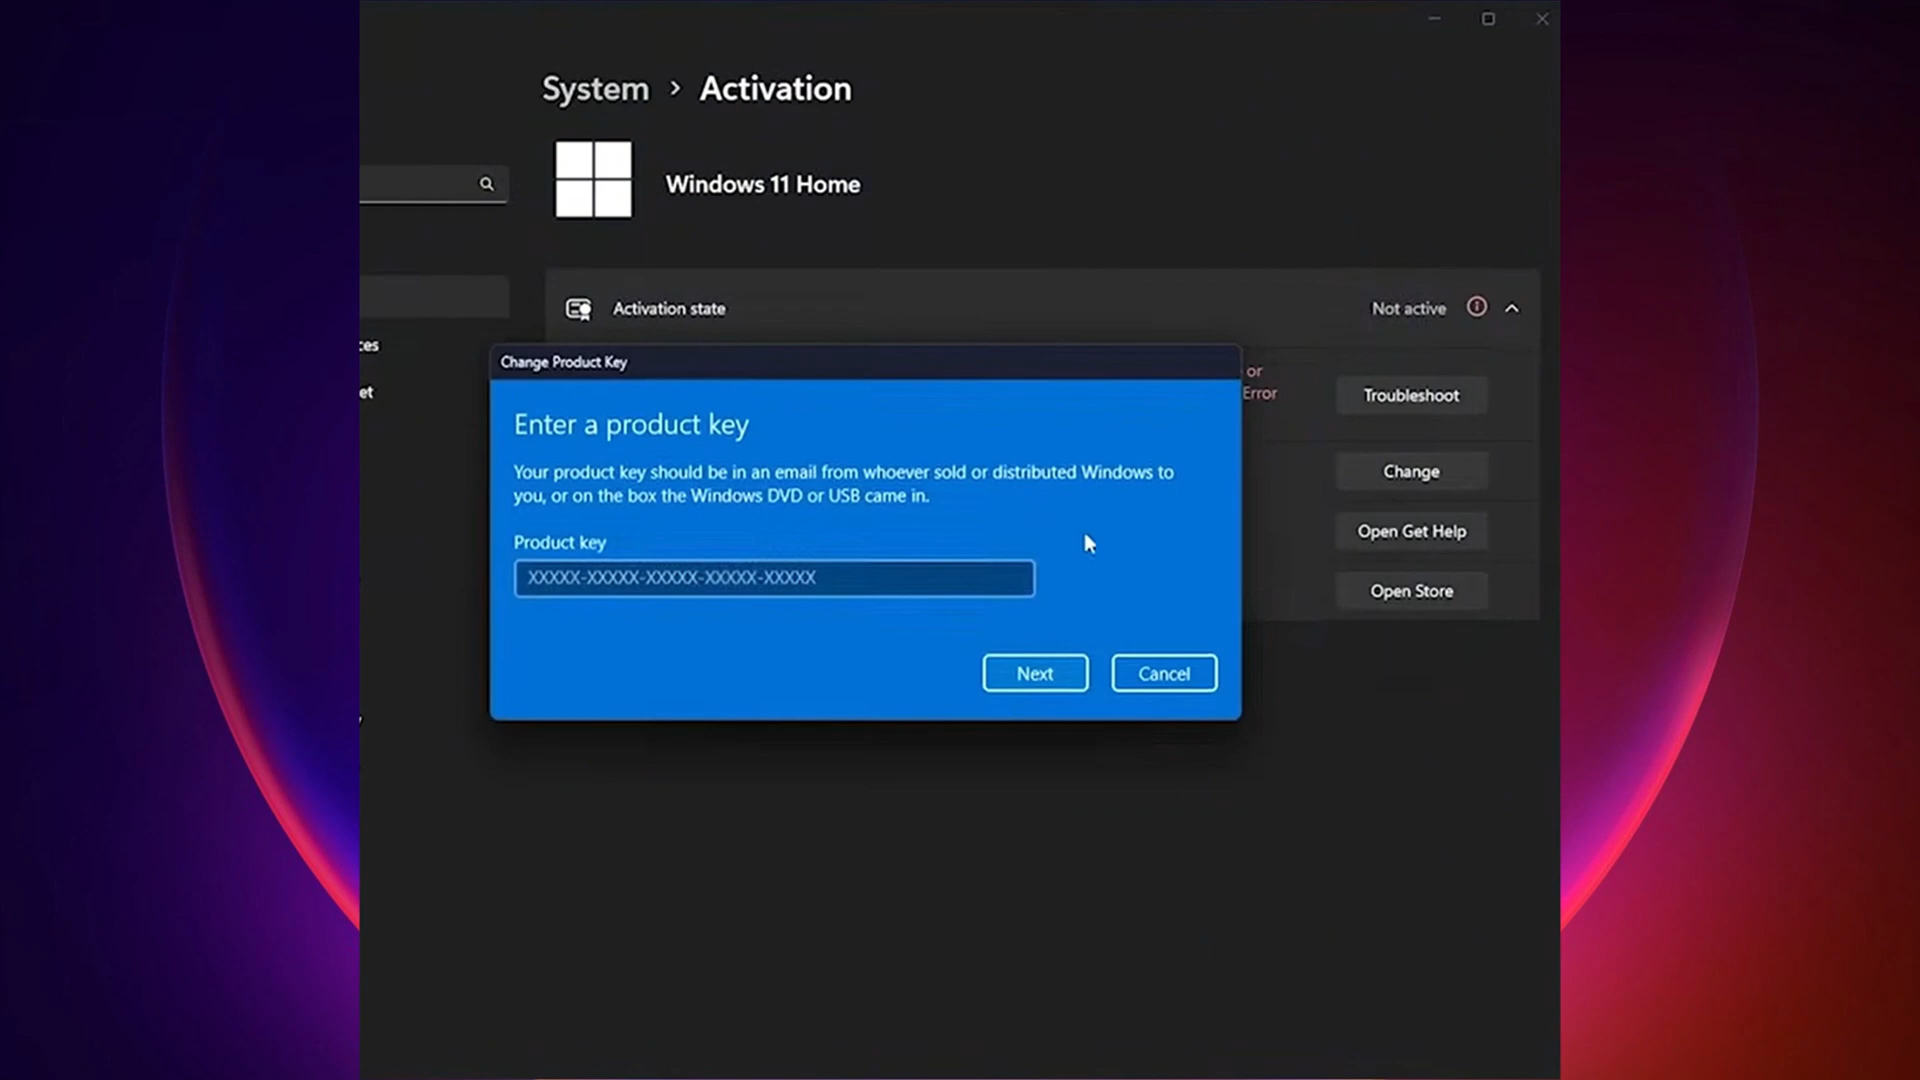 System > Activation
Windows 11 Home
Activation state
Not active
ces
et
Change Product Key
Enter a product key
Your product key should be in an email from whoever sold or distributed Windows to
you, or on the box the Windows DVD or USB came in.
Product key
XXXXX-XXXXX-XXXXX-XXXXX-XXXXX
Next
Cancel
or
Error
Troubleshoot
Change
Open Get Help
Open Store